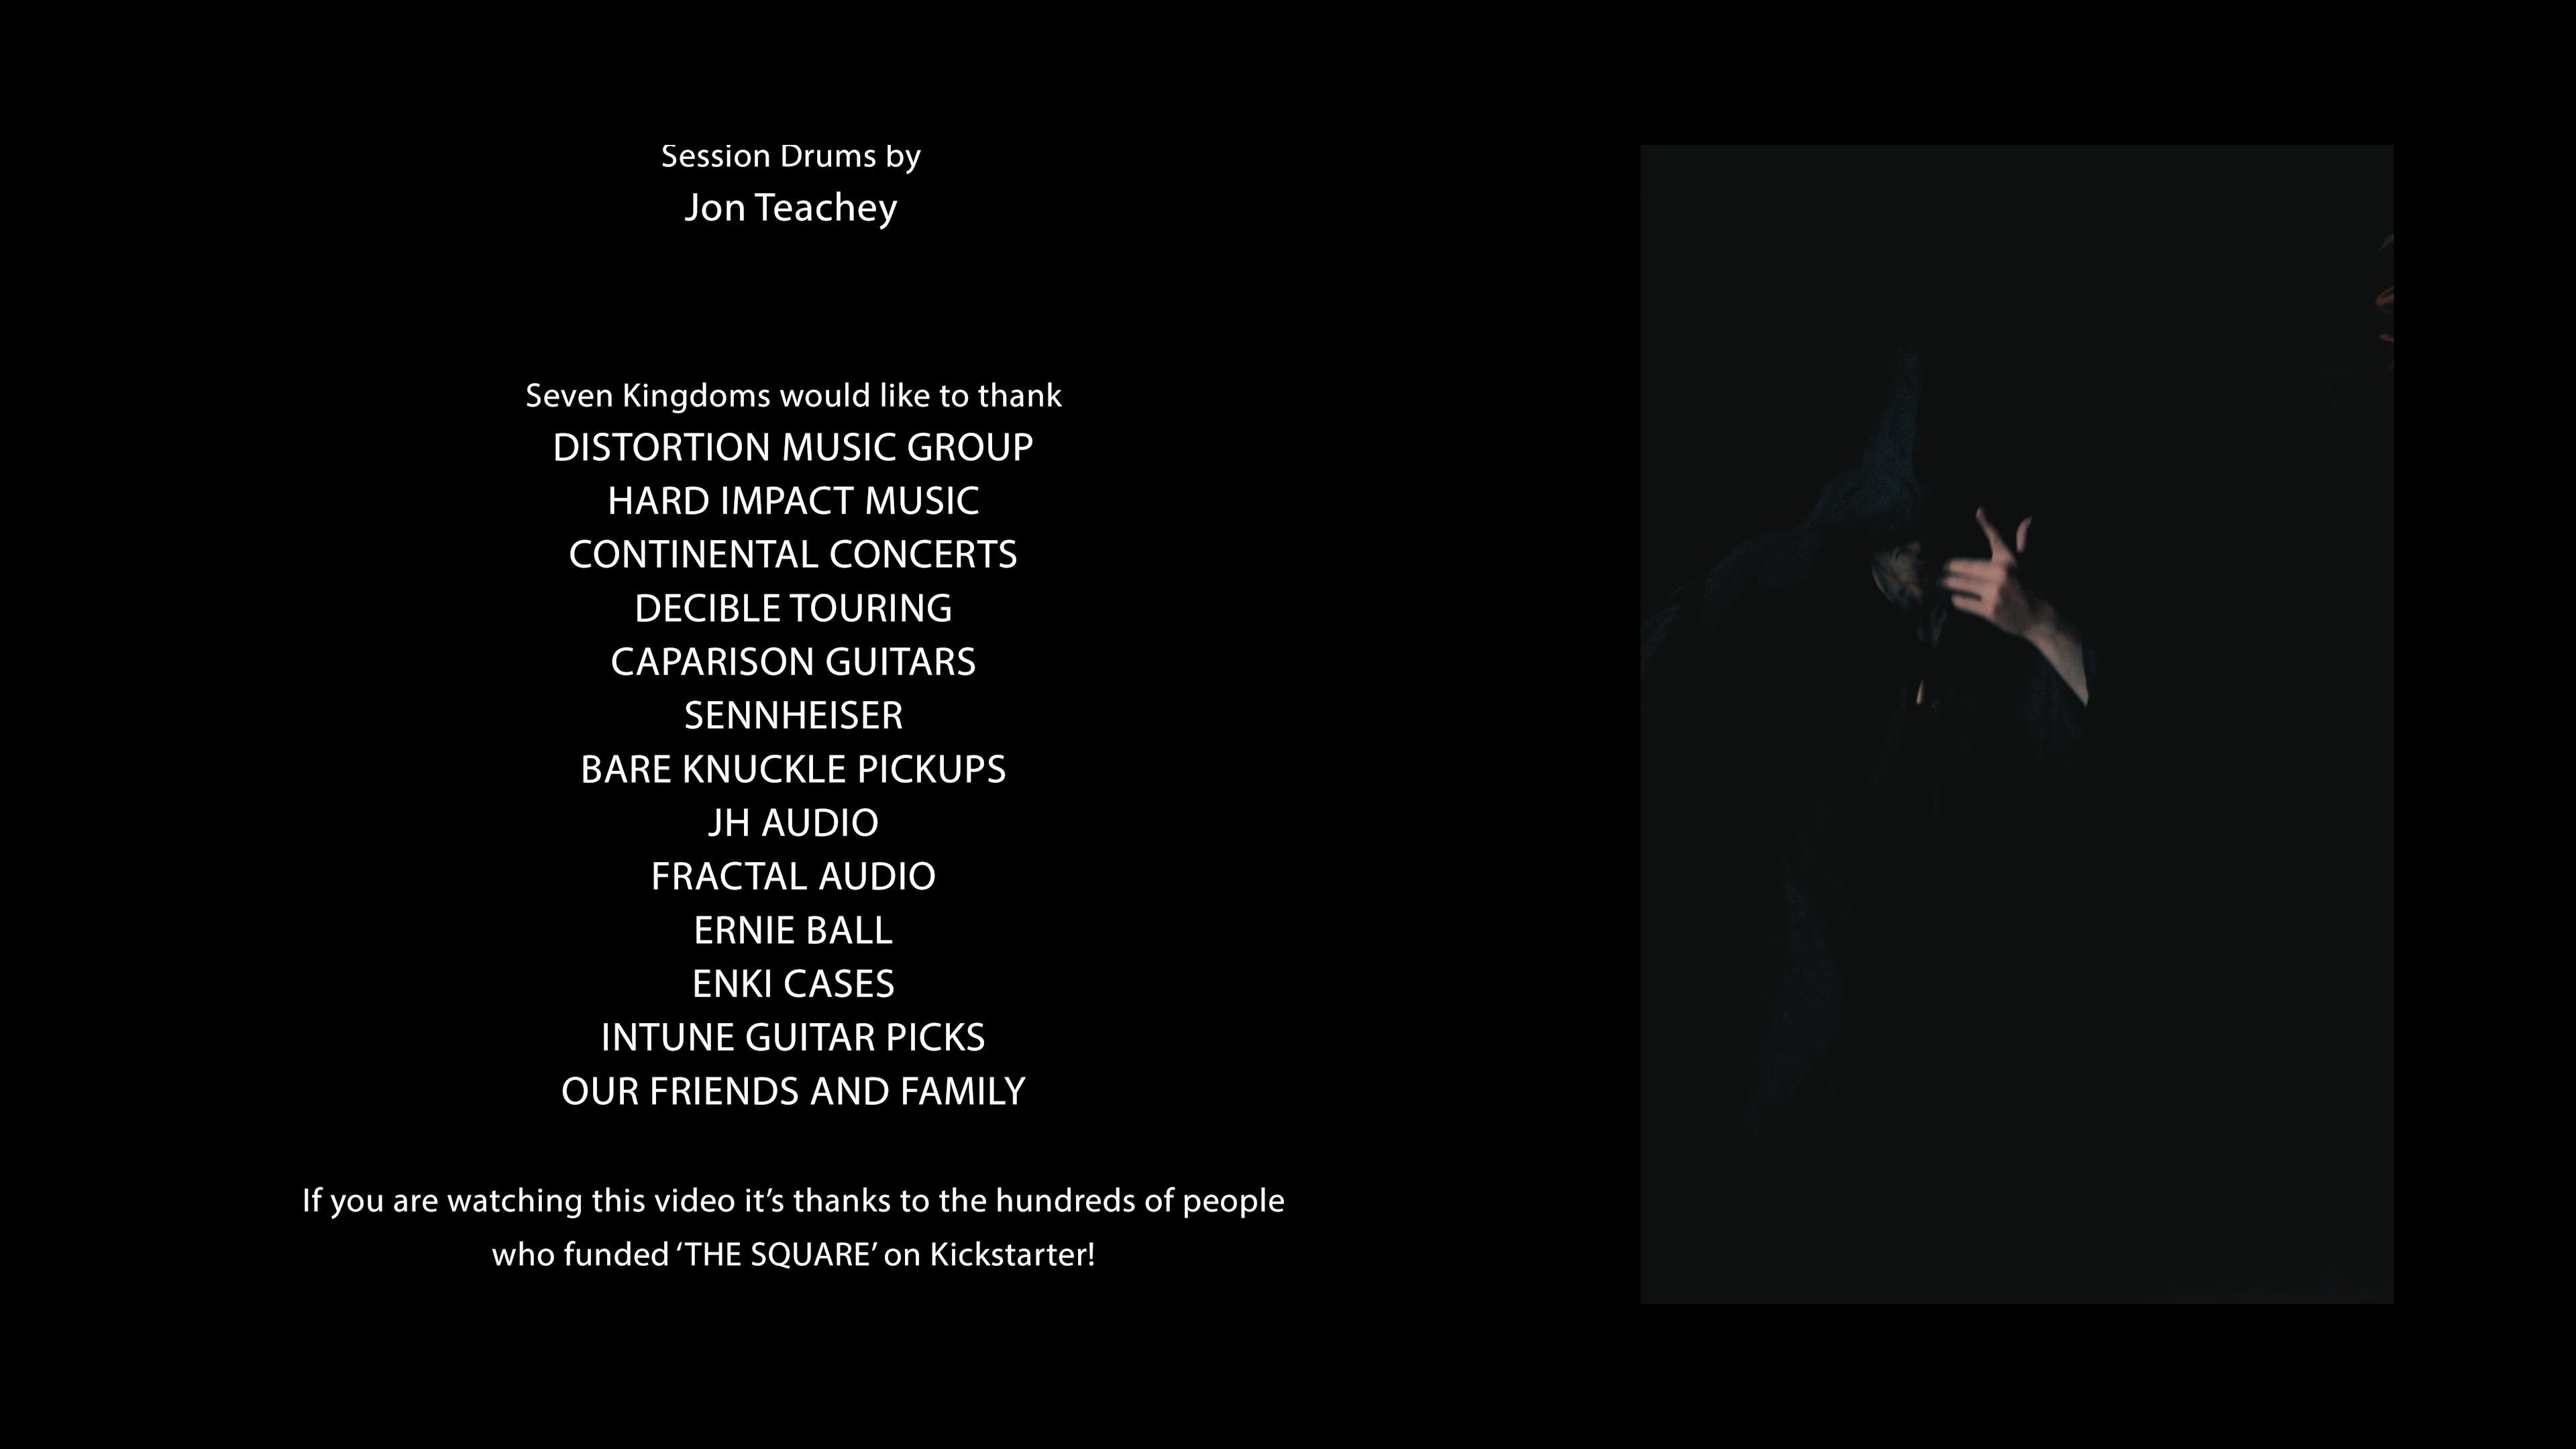 Session Drums by
Jon Teachey
Seven Kingdoms would like to thank
DISTORTION MUSIC GROUP
HARD IMPACT MUSIC
CONTINENTAL CONCERTS
DECIBLE TOURING
CAPARISON GUITARS
SENNHEISER
BARE KNUCKLE PICKUPS
JH AUDIO
FRACTAL AUDIO
ERNIE BALL
ENKI CASES
INTUNE GUITAR PICKS
OUR FRIENDS AND FAMILY
If you are watching this video it’s thanks to the hundreds of people
who funded ‘THE SQUARE’ on Kickstarter!